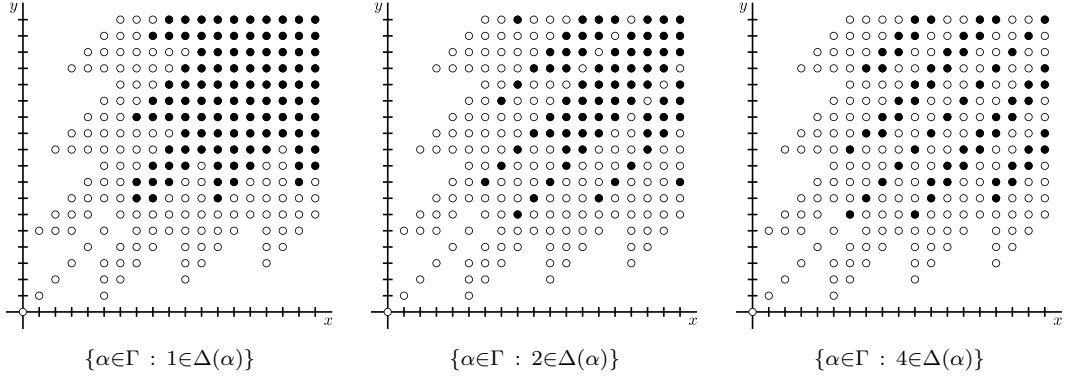 y y y
x x x
{α∈Γ : 1∈Δ(α)} {α∈Γ : 2∈Δ(α)} {α∈Γ : 4∈Δ(α)}